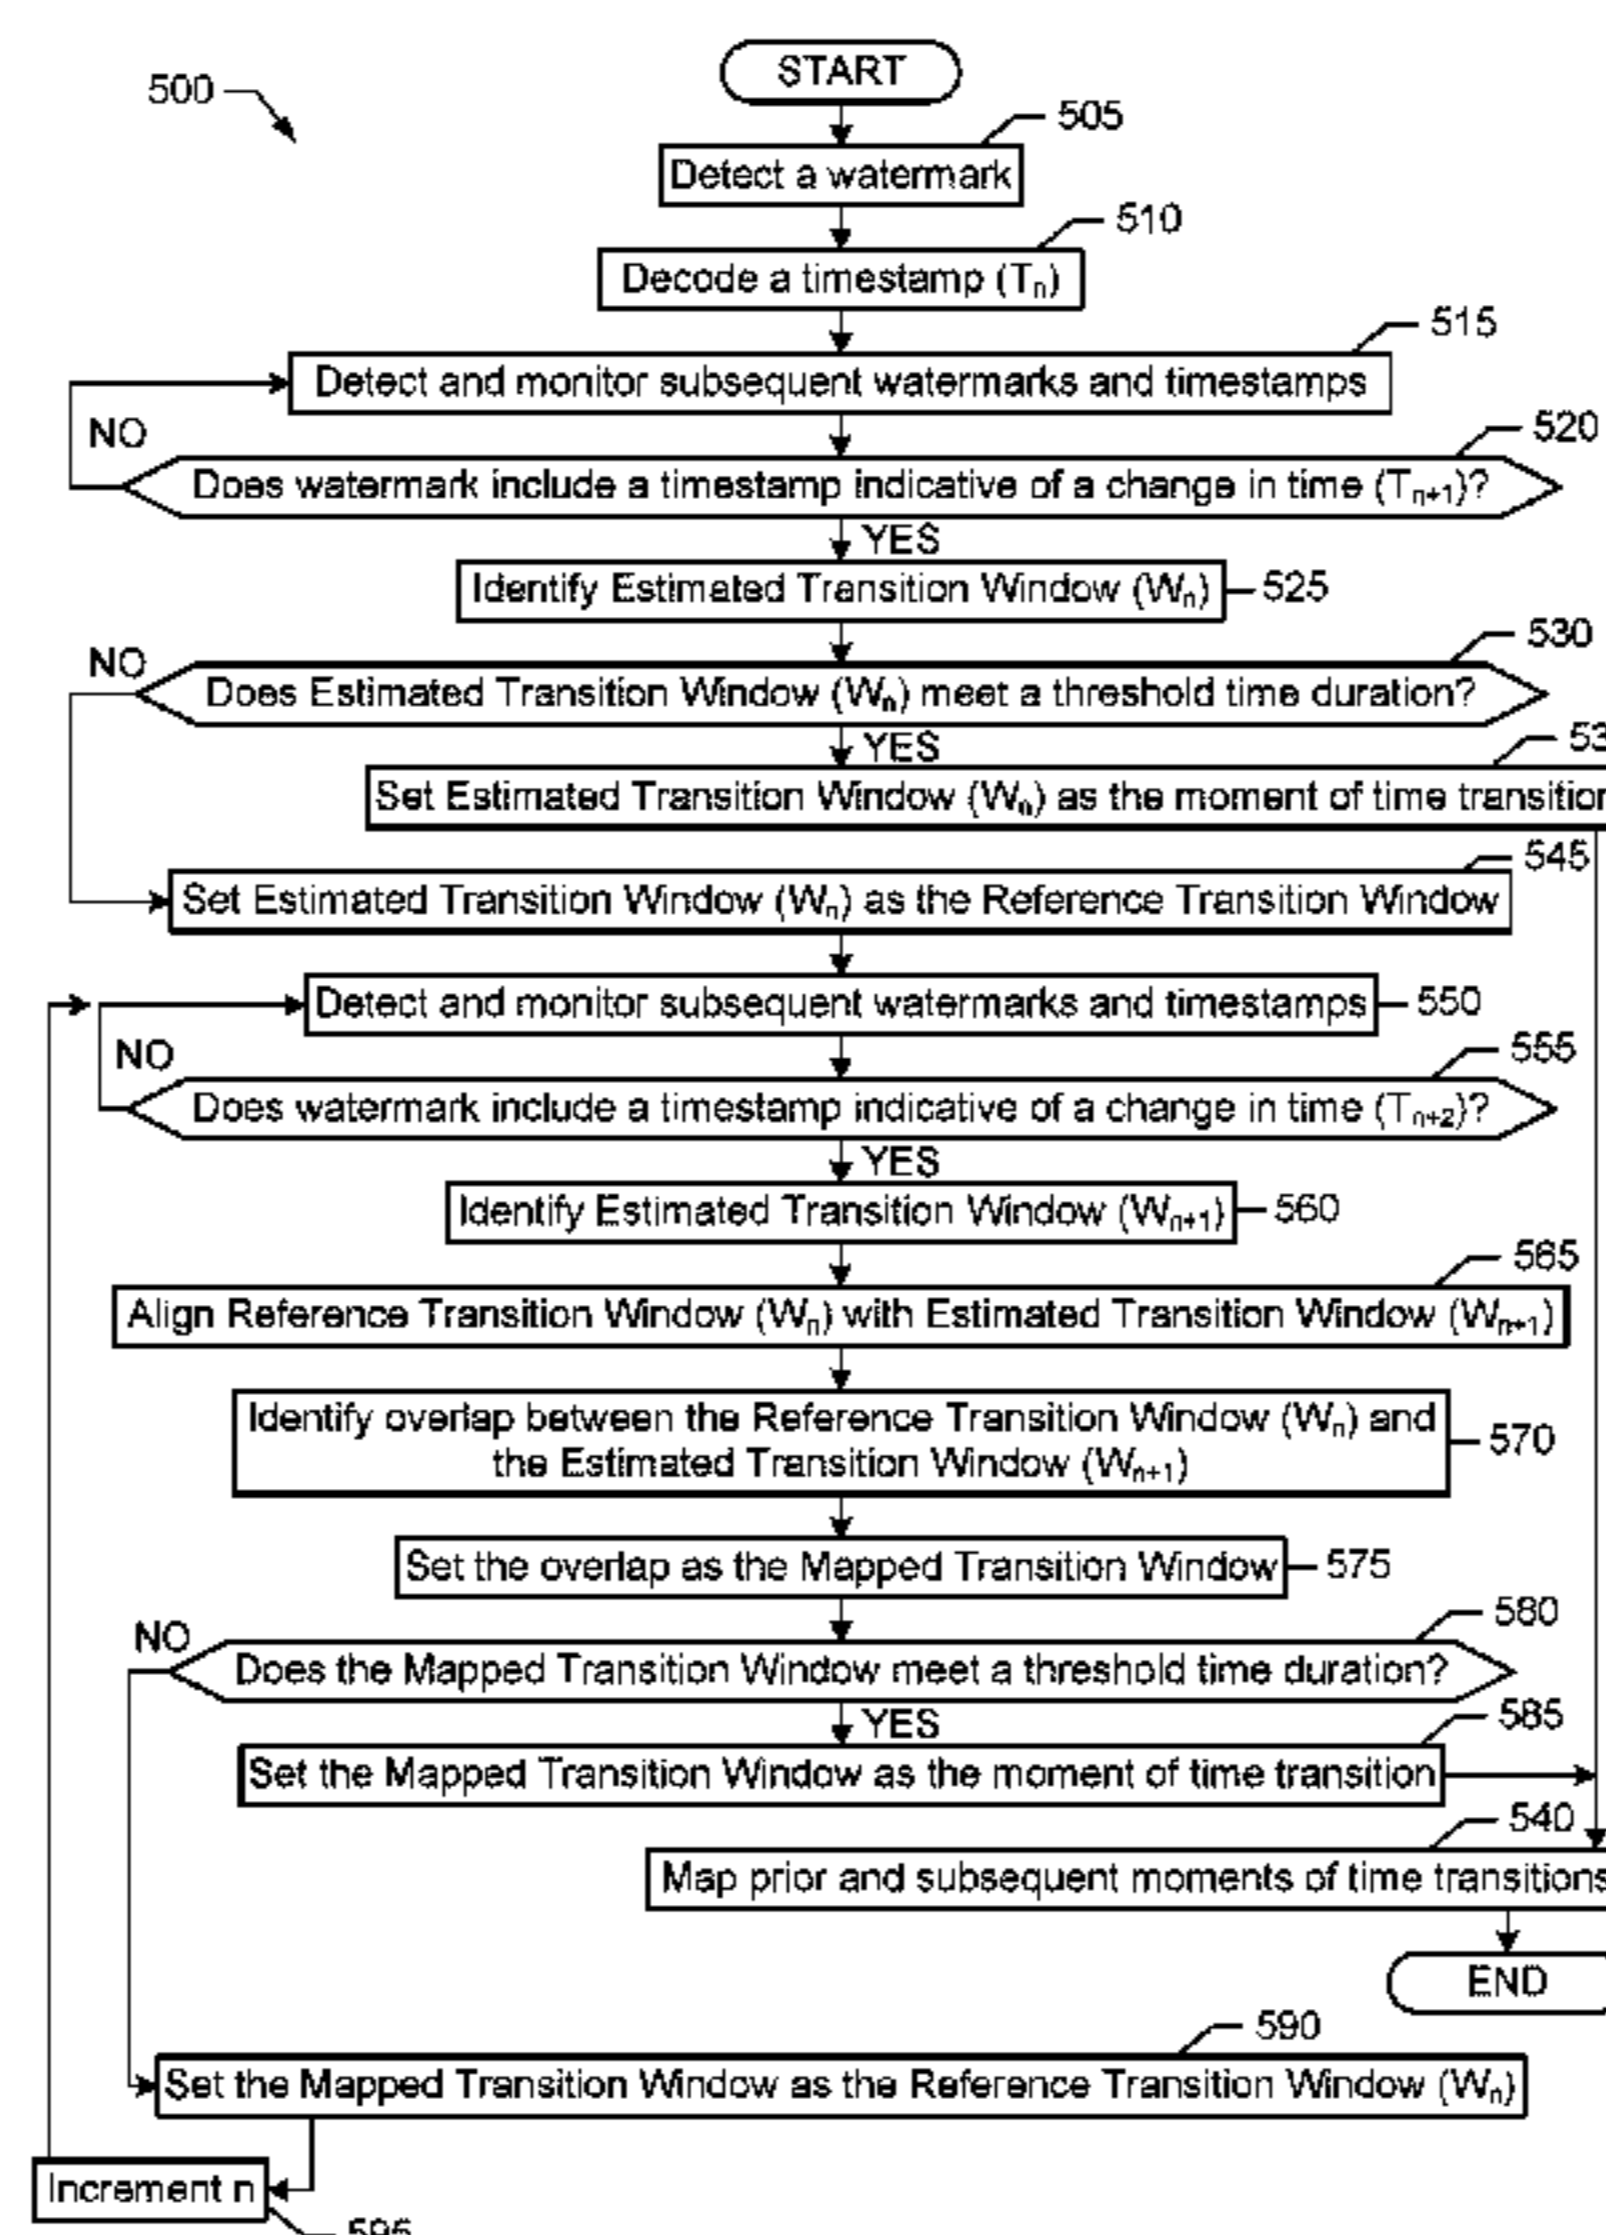 START
500
505
Detect a watermark
510
Decode a timestamp (Tn)
515
Detect and monitor subsequent watermarks and timestamps
NO
520
Does watermark include a timestamp indicative of a change in time (Tn+1)?
YES
Identify Estimated Transition Window (Wn)
525
530
NO
Does Estimated Transition Window (Wn) meet a threshold time duration?
YES
Set Estimated Transition Window (Wn) as the moment of time transition
545
Set Estimated Transition Window (Wn) as the Reference Transition Window
Detect and monitor subsequent watermarks and timestamps
550
NO
555
Does watermark include a timestamp indicative of a change in time (Tn+2)?
YES
Identify Estimated Transition Window (Wn+1)
560
565
Align Reference Transition Window (Wn) with Estimated Transition Window (Wn+1)
Identify overlap between the Reference Transition Window (Wn) and
the Estimated Transition Window (Wn+1)
570
Set the overlap as the Mapped Transition Window
575
580
NO
Does the Mapped Transition Window meet a threshold time duration?
YES
585
Set the Mapped Transition Window as the moment of time transition
540
Map prior and subsequent moments of time transitions
END
590
Set the Mapped Transition Window as the Reference Transition Window (Wn)
Increment n
595